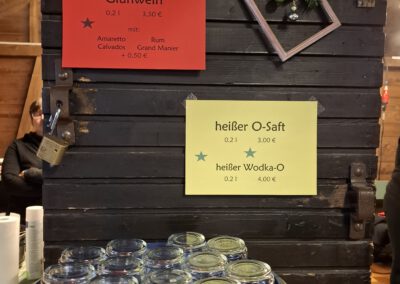 Glühwein
0,2 l 3,50 €
mit:
Amaretto Rum
Calvados Grand Manier
+ 0,50 €
heißer O-Saft
0,2 l 3,00 €
heißer Wodka-O
0,2 l 4,00 €